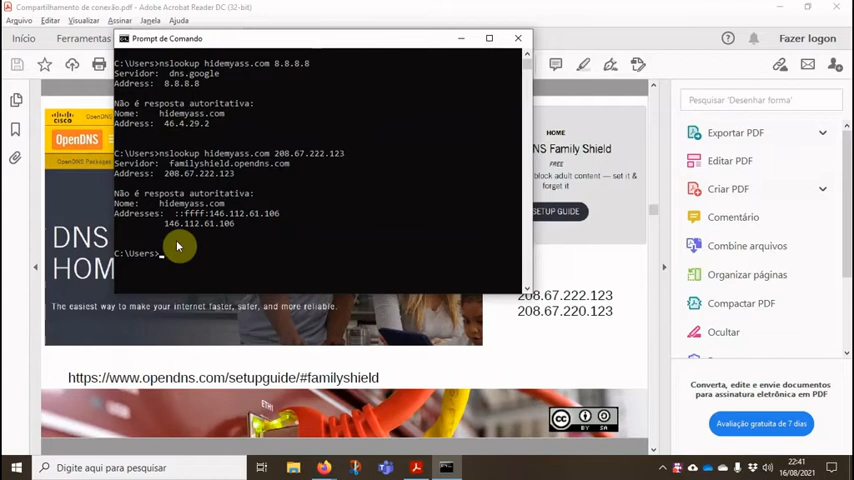 Compartilhamento de conexão.pdf - Adobe Acrobat Reader DC (32-bit)
Arquivo Editar Visualizar Assinar Janela Ajuda
Início Ferramentas
Fazer logon
Prompt de Comando
C:\Users>nslookup hidemyass.com 8.8.8.8
Servidor: dns.google
Address: 8.8.8.8
Não é resposta autoritativa:
Nome: hidemyass.com
Address: 46.4.29.2
C:\Users>nslookup hidemyass.com 208.67.222.123
Servidor: familyshield.opendns.com
Address: 208.67.222.123
Não é resposta autoritativa:
Nome: hidemyass.com
Addresses: ::ffff:146.112.61.106
146.112.61.106
C:\Users>
cisco
OpenDNS
OpenDNS Packages
DNS
HOM
The easiest way to make your internet faster, safer, and more reliable.
HOME
NS Family Shield
FREE
block adult content — set it &
forget it
SETUP GUIDE
208.67.222.123
208.67.220.123
https://www.opendns.com/setupguide/#familyshield
ETH1
CC BY SA
Pesquisar 'Desenhar forma'
Exportar PDF
Editar PDF
Criar PDF
Comentário
Combine arquivos
Organizar páginas
Compactar PDF
Ocultar
Converta, edite e envie documentos
para assinatura eletrônica em PDF
Avaliação gratuita de 7 dias
Digite aqui para pesquisar
22:41
16/08/2021